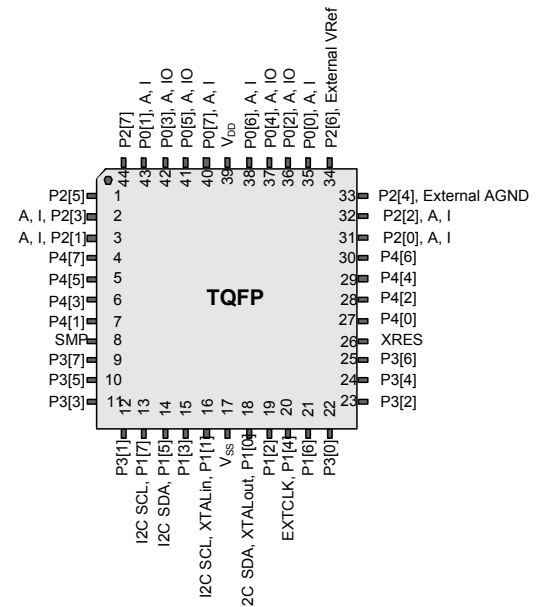 P2[7]
P0[1], A, I
P0[3], A, IO
P0[5], A, IO
P0[7], A, I
VDD
P0[6], A, I
P0[4], A, IO
P0[2], A, IO
P0[0], A, I
P2[6], External VRef
44
43
42
41
40
39
38
37
36
35
34
P2[5] 1
A, I, P2[3] 2
A, I, P2[1] 3
P4[7] 4
P4[5] 5
P4[3] 6
P4[1] 7
SMP 8
P3[7] 9
P3[5] 10
P3[3] 11
TQFP
33 P2[4], External AGND
32 P2[2], A, I
31 P2[0], A, I
30 P4[6]
29 P4[4]
28 P4[2]
27 P4[0]
26 XRES
25 P3[6]
24 P3[4]
23 P3[2]
12
13
14
15
16
17
18
19
20
21
22
P3[1]
I2C SCL, P1[7]
I2C SDA, P1[5]
P1[3]
I2C SCL, XTALin, P1[1]
VSS
2C SDA, XTALout, P1[0]
P1[2]
EXTCLK, P1[4]
P1[6]
P3[0]